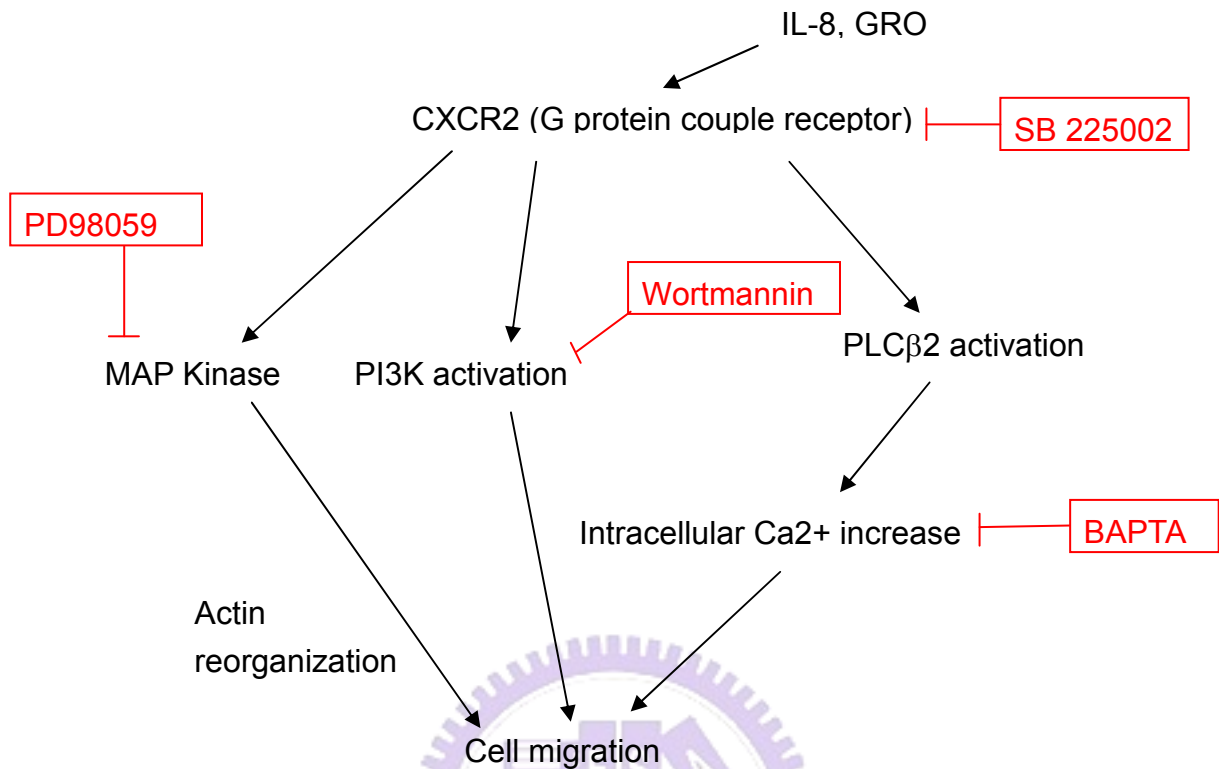 IL-8, GRO
CXCR2 (G protein couple receptor)
SB 225002
PD98059
Wortmannin
MAP Kinase
PI3K activation
PLCβ2 activation
Intracellular Ca2+ increase
BAPTA
Actin
reorganization
Cell migration